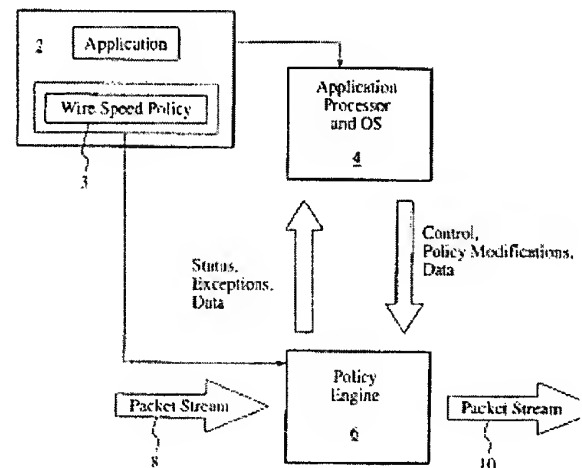 2
Application
Wire Speed Policy
3
Application
Processor
and OS
4
Status,
Exceptions,
Data
Control,
Policy Modifications,
Data
Packet Stream
8
Policy
Engine
6
Packet Stream
10